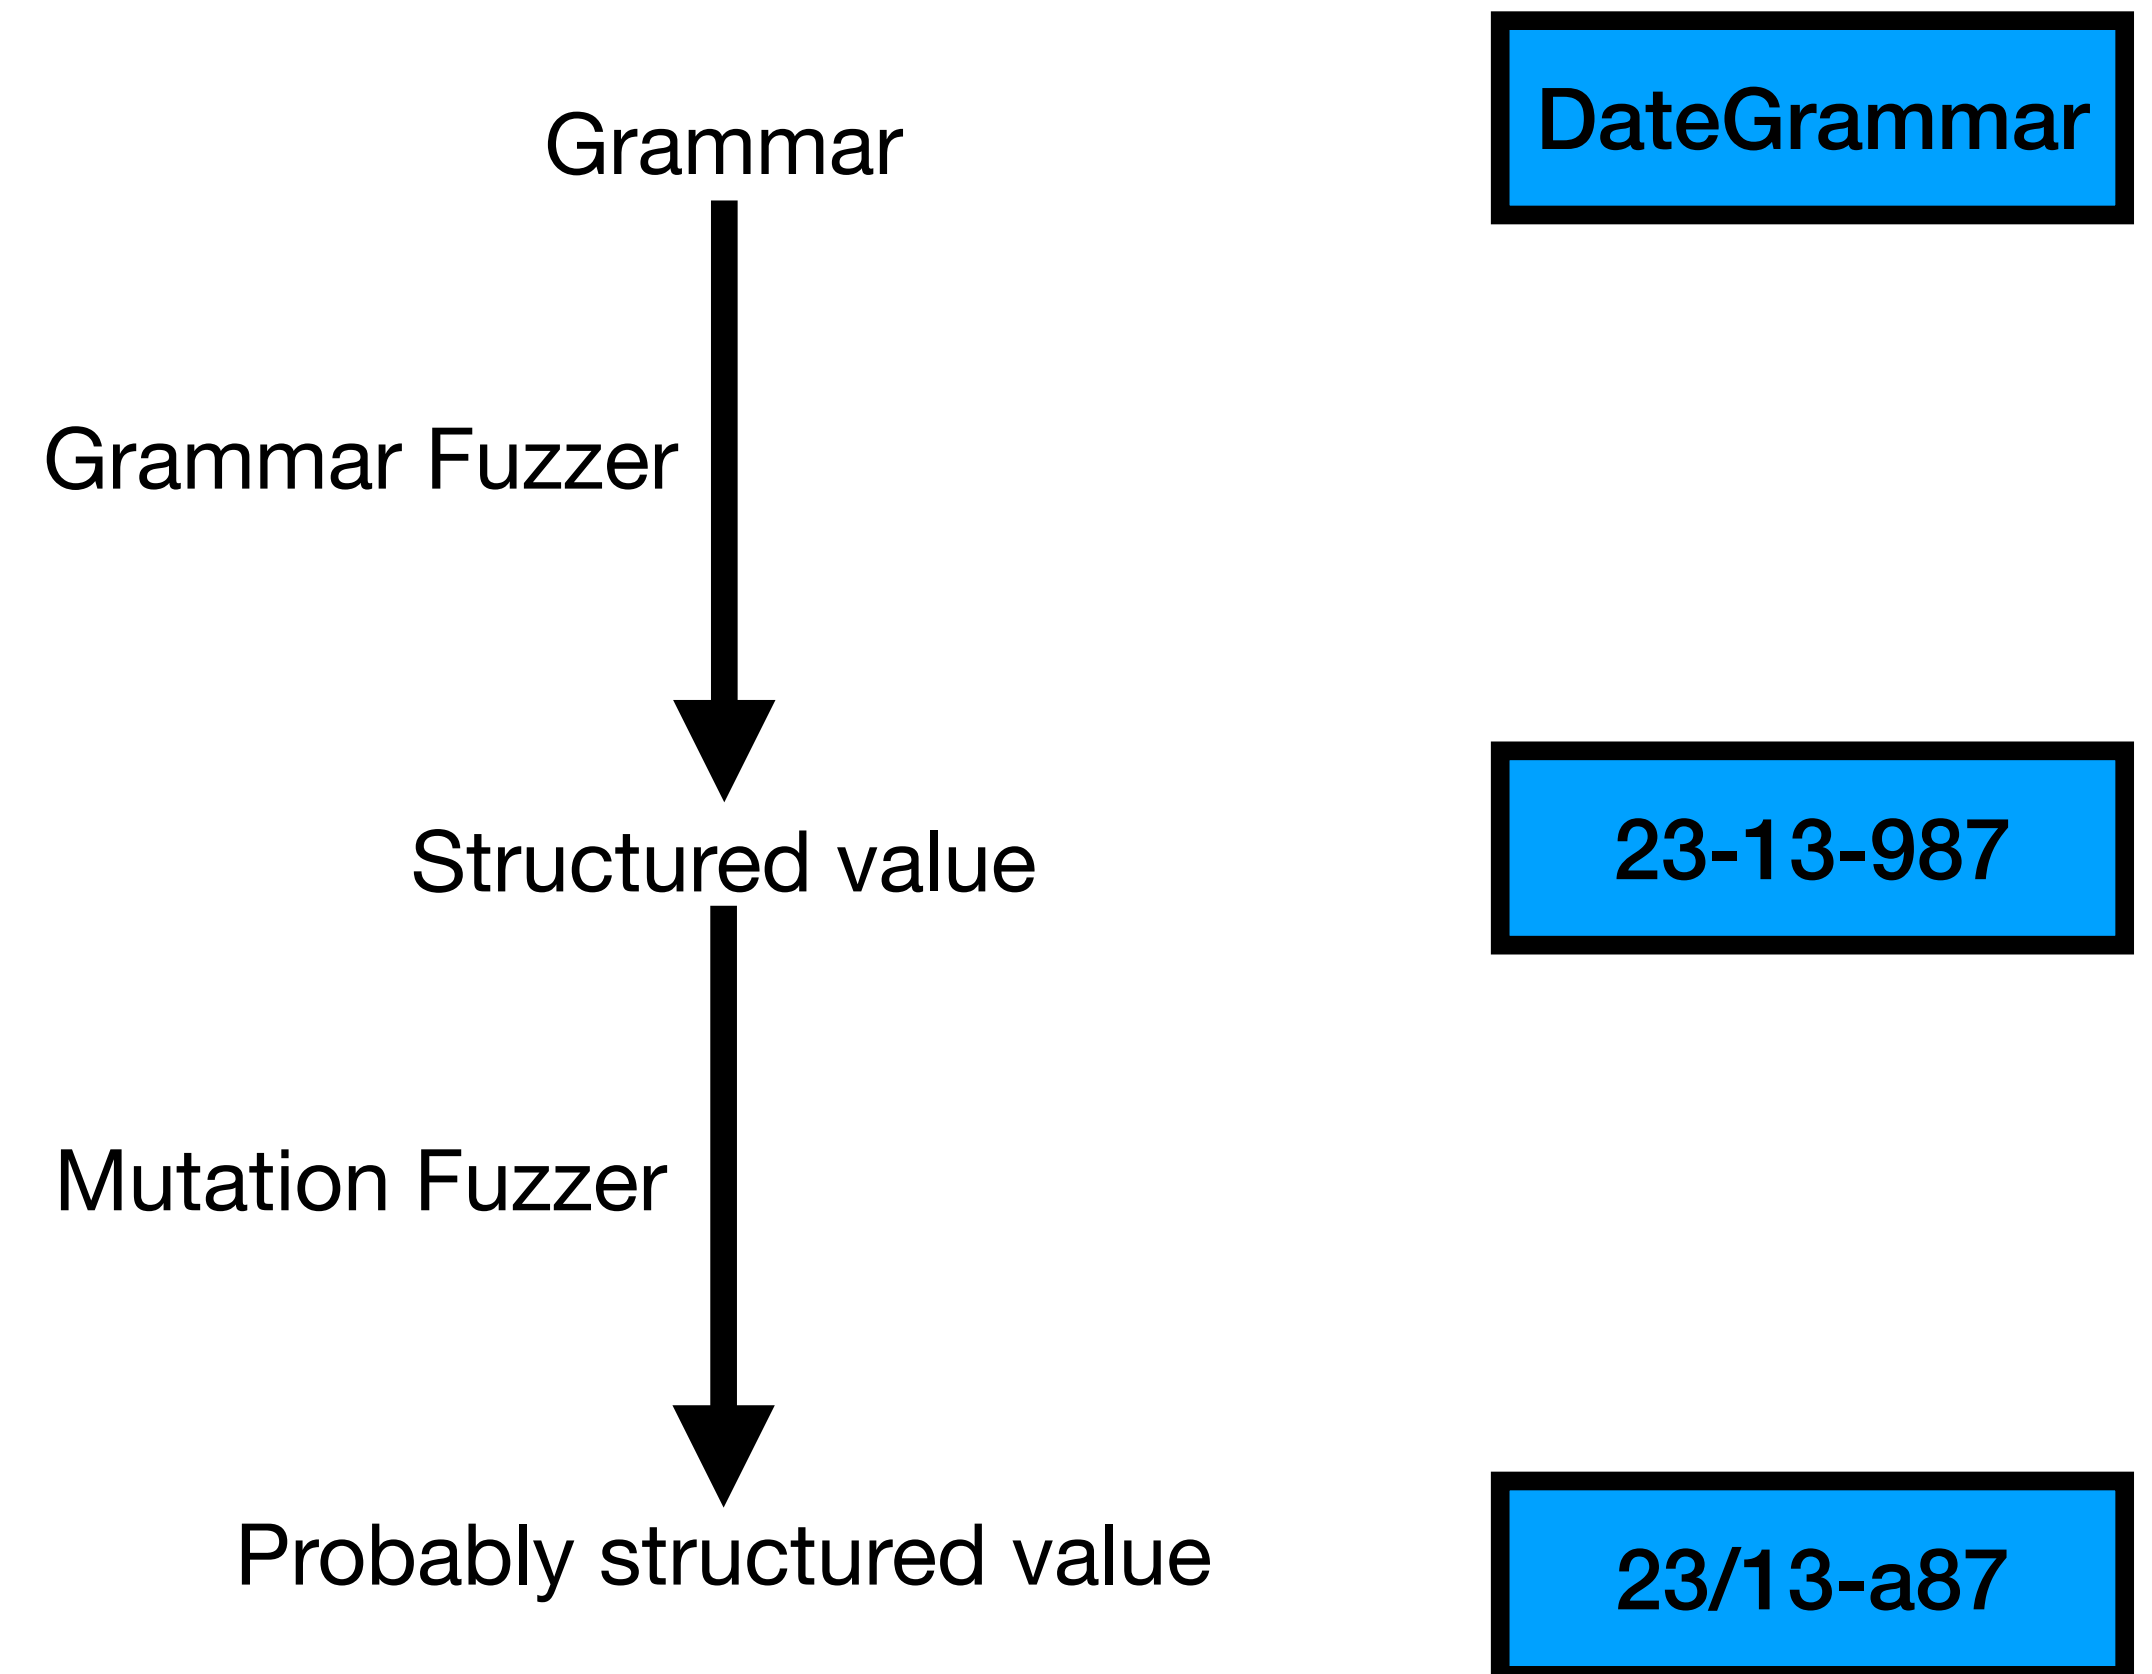 Grammar
DateGrammar
Grammar Fuzzer
Structured value
23-13-987
Mutation Fuzzer
Probably structured value
23/13-a87